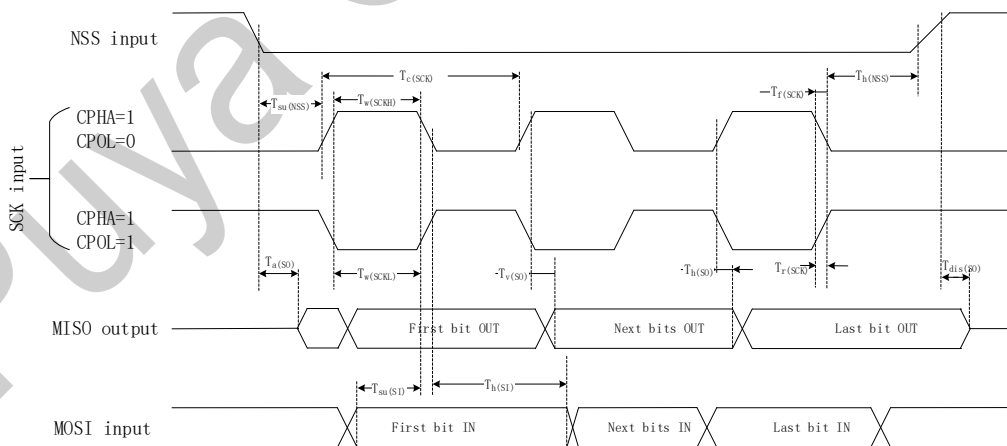 NSS input
Tc(SCK)
Tsu(NSS)
Tw(SCKH)
Tf(SCK)
Th(NSS)
SCK input
CPHA=1
CPOL=0
CPHA=1
CPOL=1
Ta(SO)
Tw(SCKL)
Tv(SO)
Th(SO)
Tr(SCK)
Tdis(SO)
MISO output
First bit OUT
Next bits OUT
Last bit OUT
Tsu(SI)
Th(SI)
MOSI input
First bit IN
Next bits IN
Last bit IN
Puya